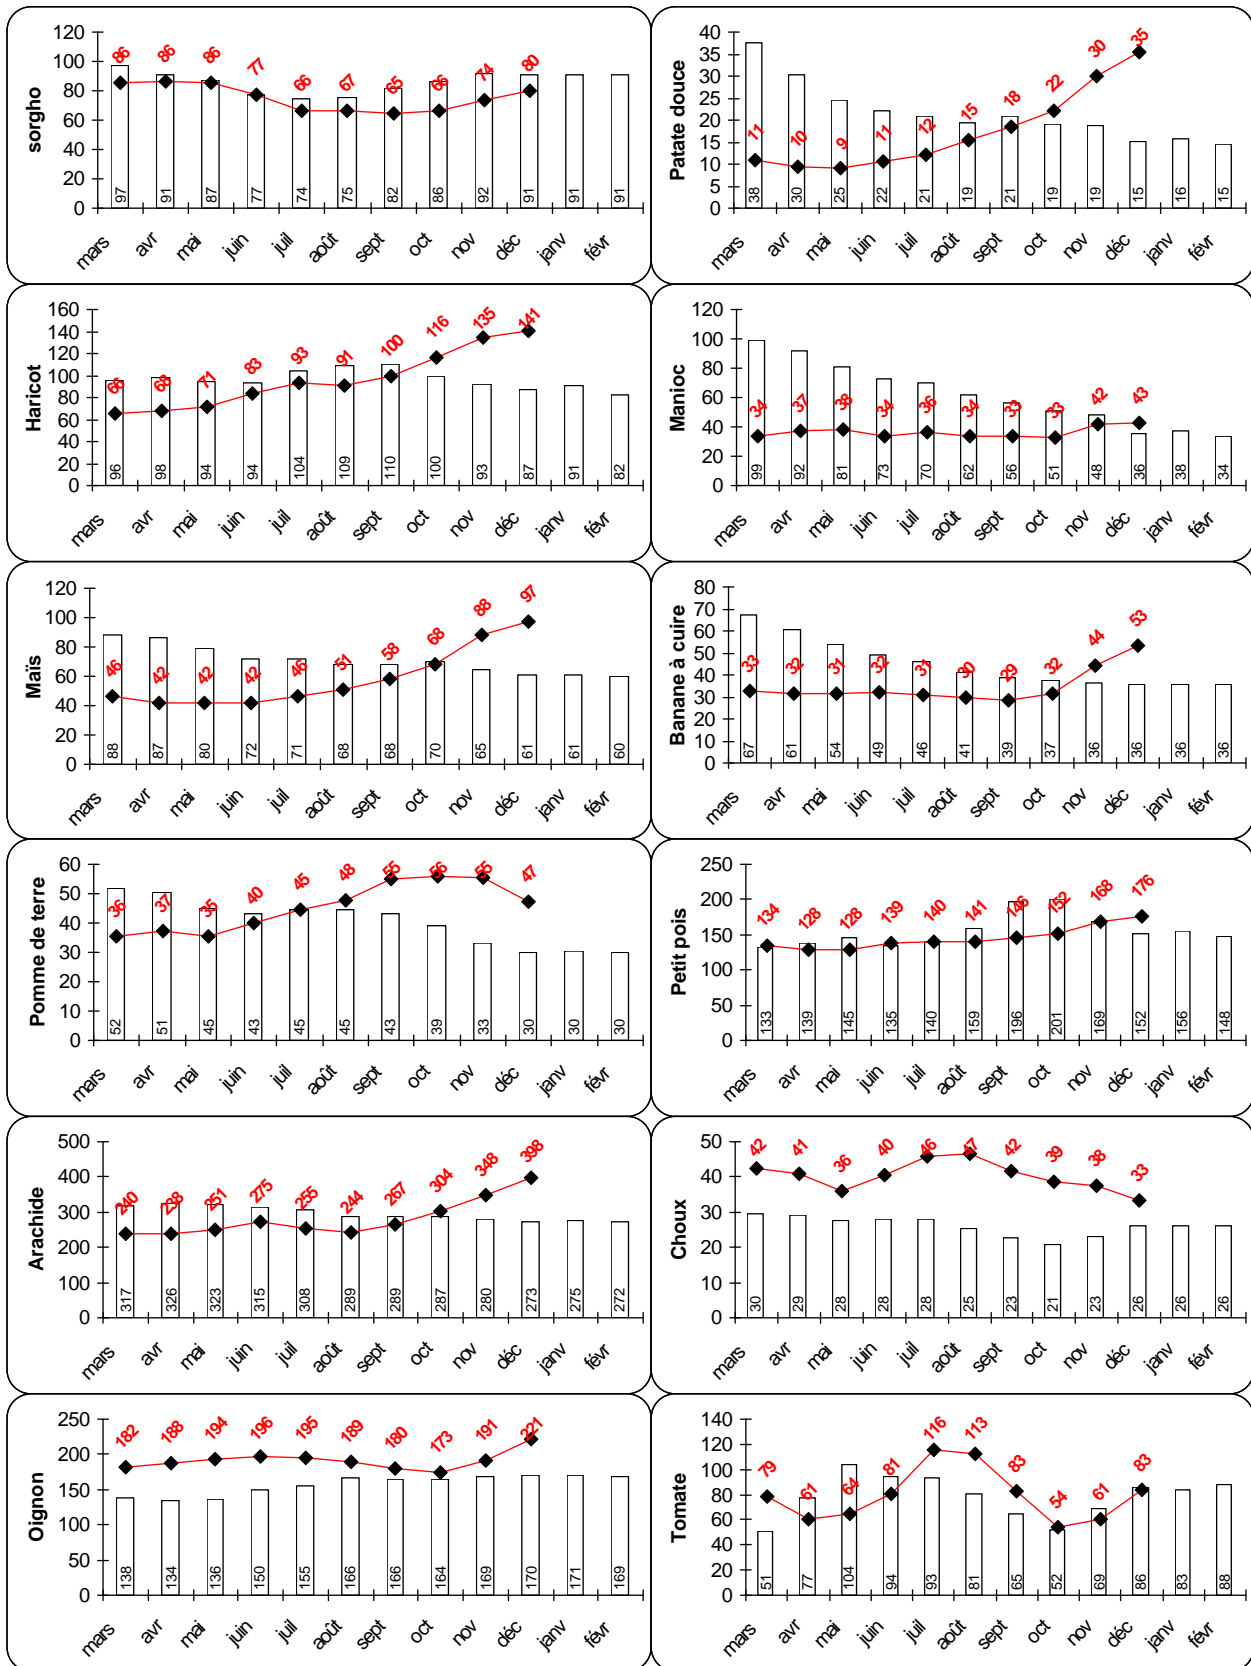 sorgho
120
100
80
60
40
20
0
86 86 86 77 66 67 65 66 74 80
97 91 87 77 74 75 82 86 92 91 91 91
mars avr mai juin juil août sept oct nov déc janv févr
Patate douce
40
35
30
25
20
15
10
5
0
11 10 9 11 12 15 18 22 30 35
38 30 25 22 21 19 21 19 19 15 16 15
mars avr mai juin juil août sept oct nov déc janv févr
Haricot
160
140
120
100
80
60
40
20
0
66 68 71 83 93 91 100 116 135 141
96 98 94 94 104 109 110 100 93 87 91 82
mars avr mai juin juil août sept oct nov déc janv févr
Manioc
120
100
80
60
40
20
0
34 37 38 34 36 34 33 33 42 43
99 92 81 73 70 62 56 51 48 36 38 34
mars avr mai juin juil août sept oct nov déc janv févr
Maïs
120
100
80
60
40
20
0
46 42 42 42 46 51 58 68 88 97
88 87 80 72 71 68 68 70 65 61 61 60
mars avr mai juin juil août sept oct nov déc janv févr
Banane à cuire
80
70
60
50
40
30
20
10
0
33 32 31 32 31 30 29 32 44 53
67 61 54 49 46 41 39 37 36 36 36 36
mars avr mai juin juil août sept oct nov déc janv févr
Pomme de terre
60
50
40
30
20
10
0
36 37 35 40 45 48 55 56 55 47
52 51 45 43 45 45 43 39 33 30 30 30
mars avr mai juin juil août sept oct nov déc janv févr
Petit pois
250
200
150
100
50
0
134 128 128 139 140 141 146 152 168 176
133 139 145 135 140 159 196 201 169 152 156 148
mars avr mai juin juil août sept oct nov déc janv févr
Arachide
500
400
300
200
100
0
240 238 251 275 255 244 267 304 348 398
317 326 323 315 308 289 289 287 280 273 275 272
mars avr mai juin juil août sept oct nov déc janv févr
Choux
50
40
30
20
10
0
42 41 36 40 46 47 42 39 38 33
30 29 28 28 28 25 23 21 23 26 26 26
mars avr mai juin juil août sept oct nov déc janv févr
Oignon
250
200
150
100
50
0
182 188 194 196 195 189 180 173 191 221
138 134 136 150 155 166 166 164 169 170 171 169
mars avr mai juin juil août sept oct nov déc janv févr
Tomate
140
120
100
80
60
40
20
0
79 61 64 81 116 113 83 54 61 83
51 77 104 94 93 81 65 52 69 86 83 88
mars avr mai juin juil août sept oct nov déc janv févr